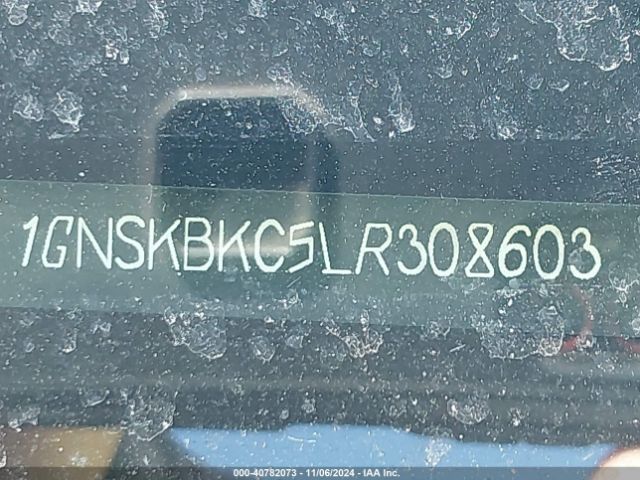 1GNSKBKC5LR308603
000-40782073 - 11/06/2024 - IAA Inc.